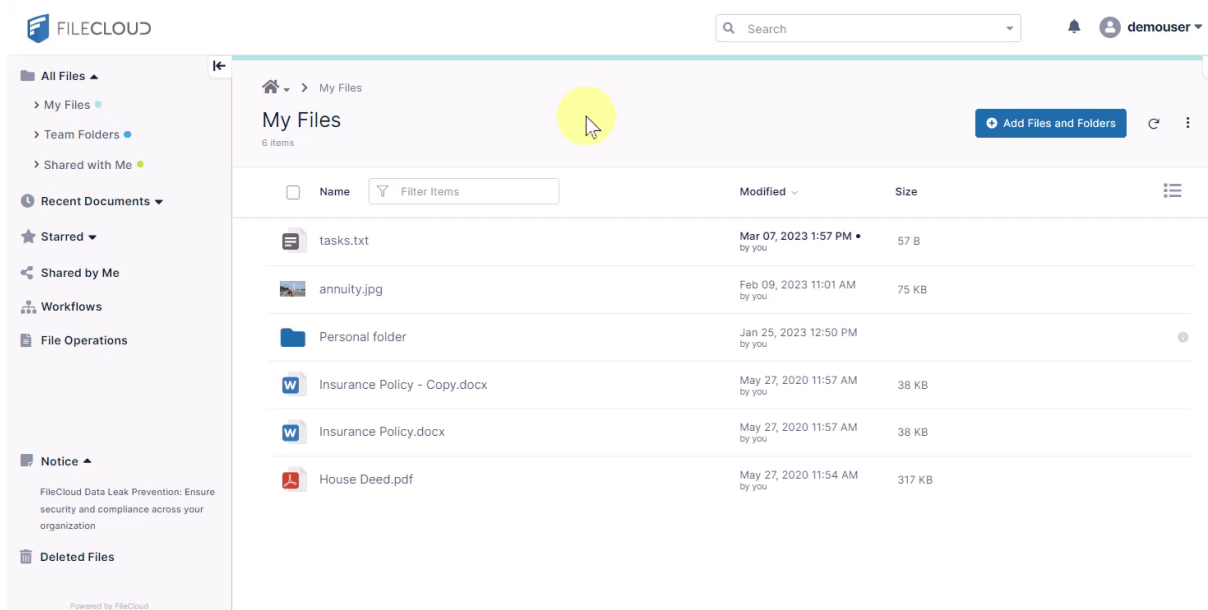 FILECLOUD
Search
demouser
All Files
My Files
Team Folders
Shared with Me
Recent Documents
Starred
Shared by Me
Workflows
File Operations
Notice
FileCloud Data Leak Prevention: Ensure
security and compliance across your
organization
Deleted Files
Powered by FileCloud
My Files
My Files
6 items
Add Files and Folders
Name Filter Items Modified Size
tasks.txt Mar 07, 2023 1:57 PM • 57 B
by you
annuity.jpg Feb 09, 2023 11:01 AM 75 KB
by you
Personal folder Jan 25, 2023 12:50 PM
by you
W Insurance Policy - Copy.docx May 27, 2020 11:57 AM 38 KB
by you
W Insurance Policy.docx May 27, 2020 11:57 AM 38 KB
by you
House Deed.pdf May 27, 2020 11:54 AM 317 KB
by you